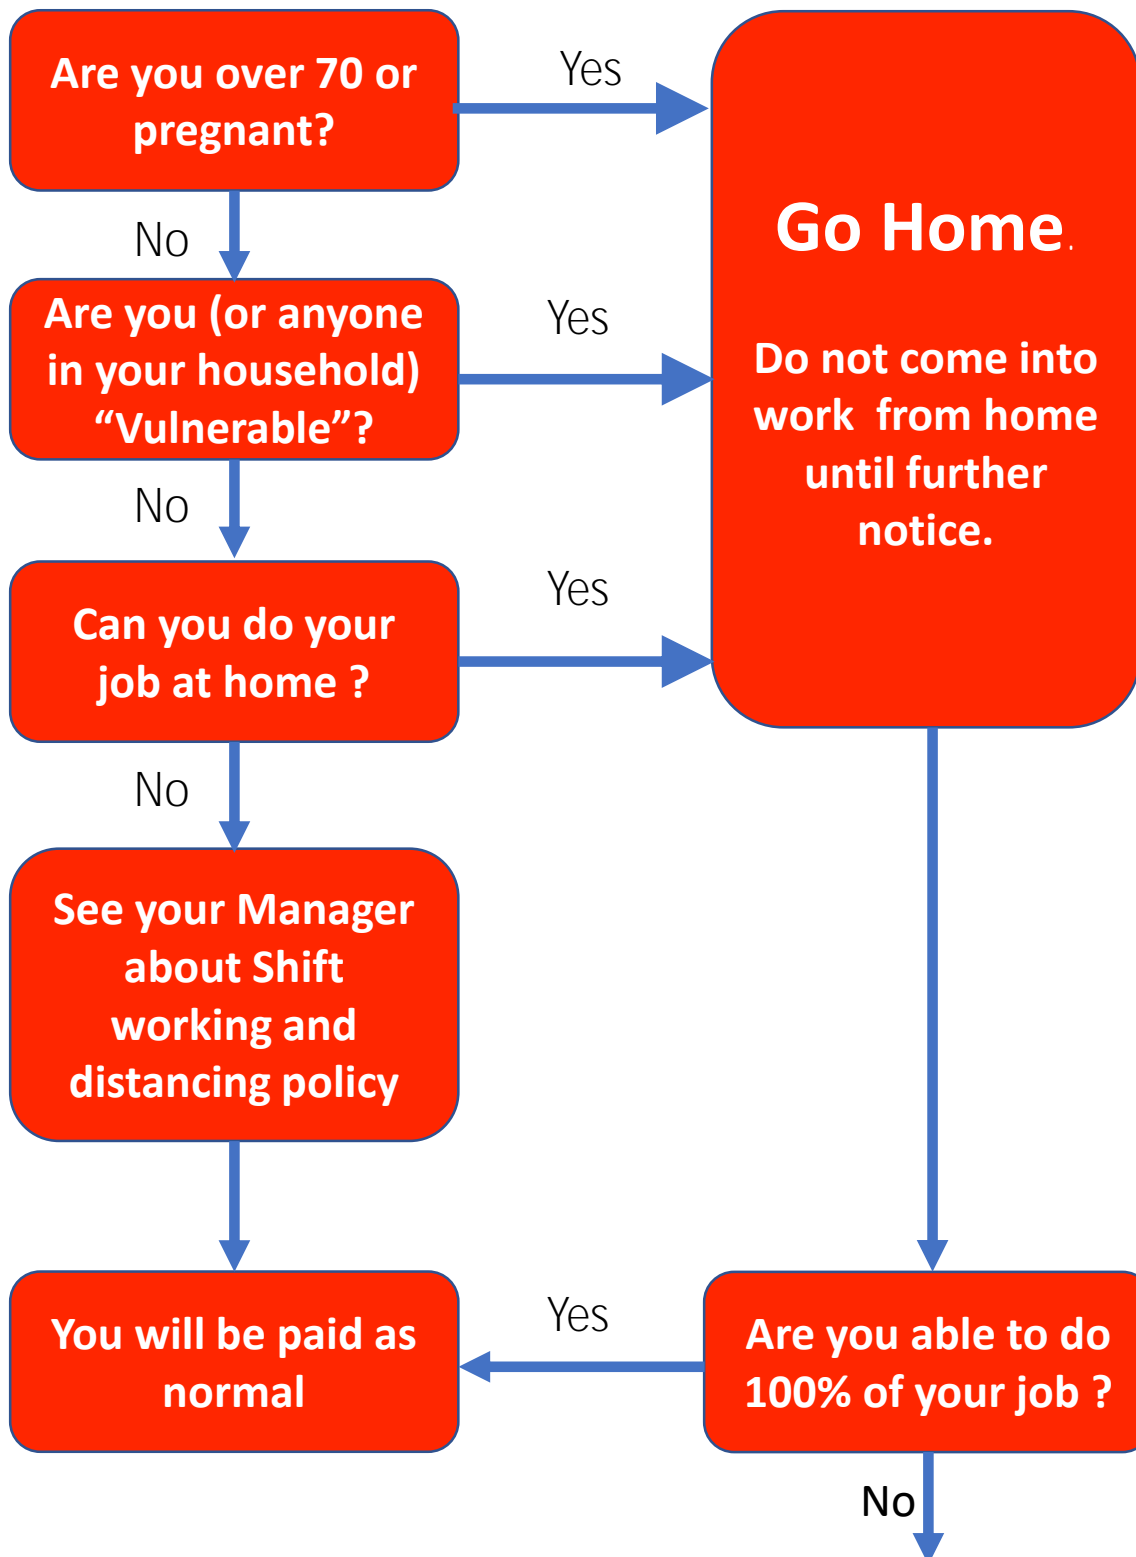 Are you over 70 or
pregnant?
Yes
Go Home.
Do not come into
work  from home
until further
notice.
No
Are you (or anyone
in your household)
“Vulnerable”?
Yes
No
Can you do your
job at home ?
Yes
No
See your Manager
about Shift
working and
distancing policy
You will be paid as
normal
Yes
Are you able to do
100% of your job ?
No